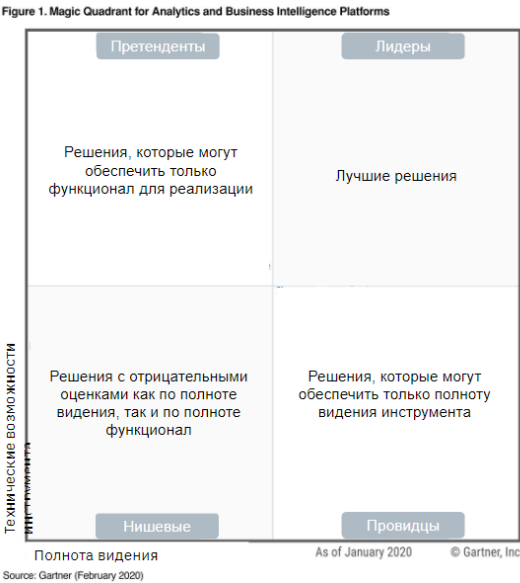 Figure 1. Magic Quadrant for Analytics and Business Intelligence Platforms
Претенденты
Лидеры
Решения, которые могут
обеспечить только
функционал для реализации
Лучшие решения
Решения с отрицательными
оценками как по полноте
видения, так и по полноте
функционал
Решения, которые могут
обеспечить только полноту
видения инструмента
Технические возможности
инструмента
Нишевые
Провидцы
Полнота видения
As of January 2020
© Gartner, Inc
Source: Gartner (February 2020)